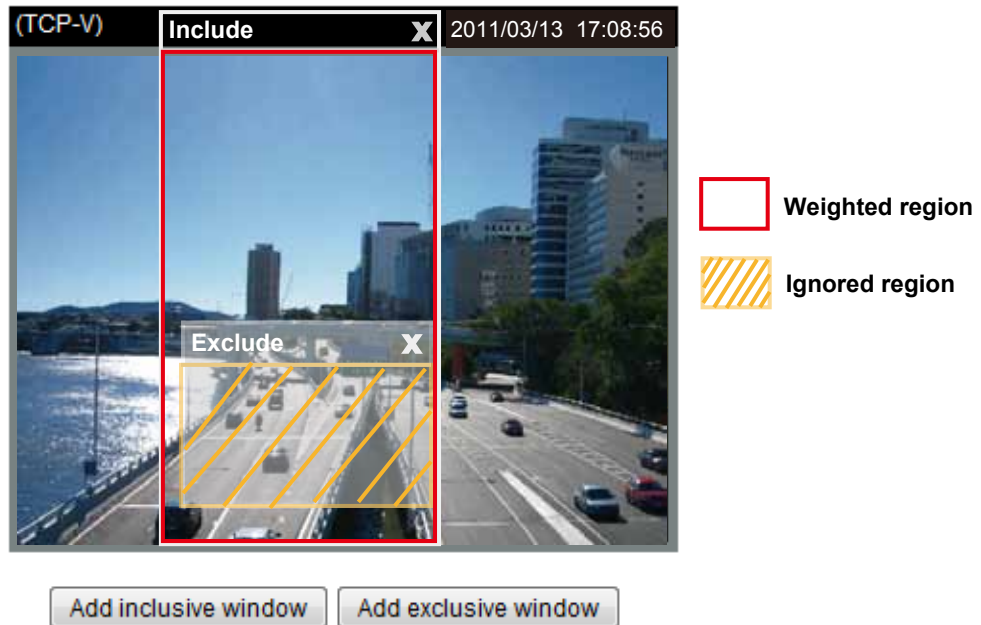 (TCP-V) Include X 2011/03/13 17:08:56
Weighted region
Ignored region
Exclude X
Add inclusive window Add exclusive window